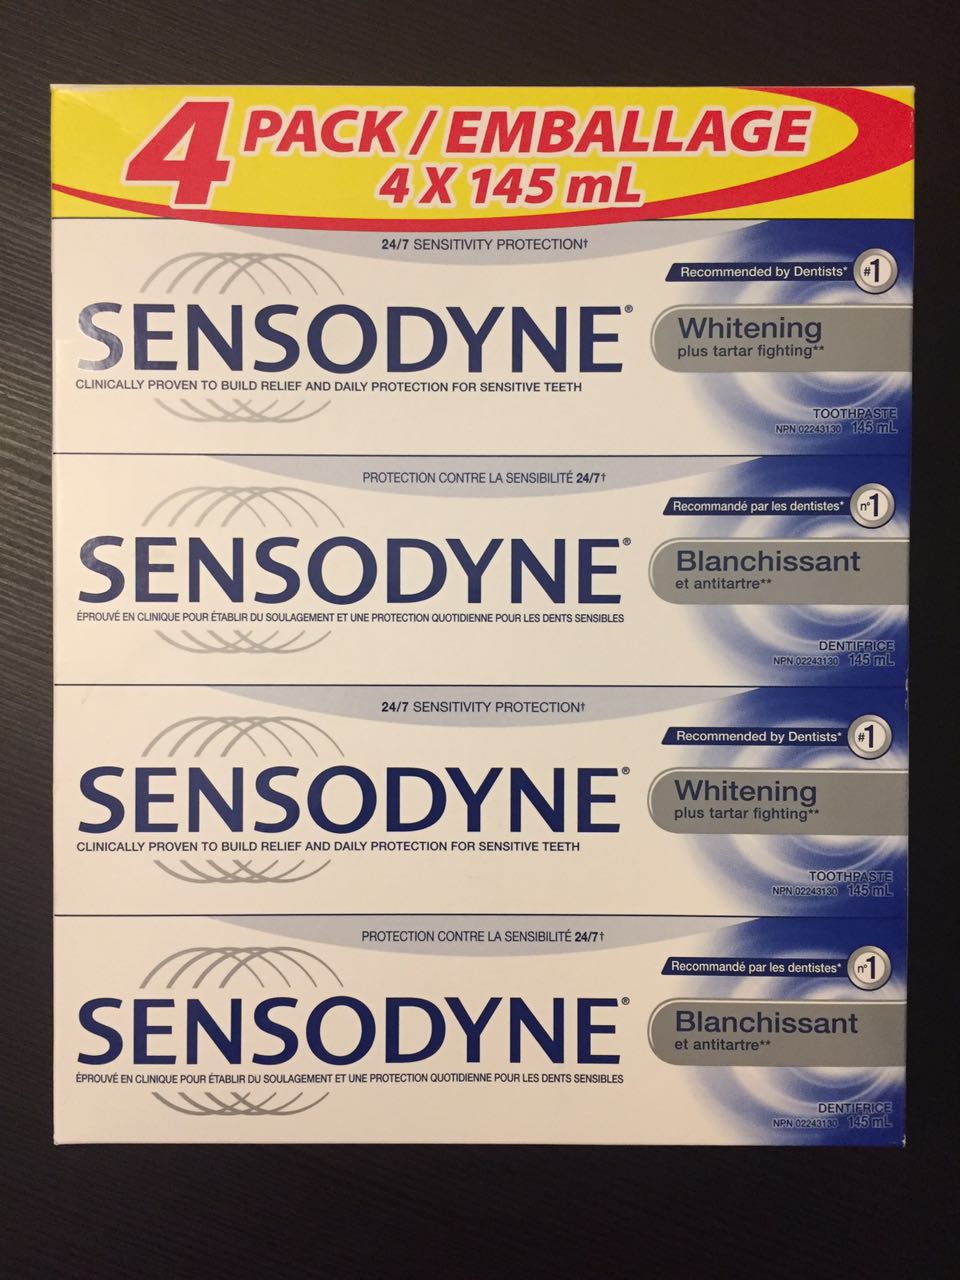 4 PACK / EMBALLAGE
4 X 145 mL
24/7 SENSITIVITY PROTECTION†
Recommended by Dentists* #1
SENSODYNE®
Whitening
plus tartar fighting**
CLINICALLY PROVEN TO BUILD RELIEF AND DAILY PROTECTION FOR SENSITIVE TEETH
TOOTHPASTE
NPN 02243130 145 mL
PROTECTION CONTRE LA SENSIBILITÉ 24/7†
Recommandé par les dentistes* n° 1
SENSODYNE®
Blanchissant
et antitartre**
ÉPROUVÉ EN CLINIQUE POUR ÉTABLIR DU SOULAGEMENT ET UNE PROTECTION QUOTIDIENNE POUR LES DENTS SENSIBLES
DENTIFRICE
NPN 02243130 145 mL
24/7 SENSITIVITY PROTECTION†
Recommended by Dentists* #1
SENSODYNE®
Whitening
plus tartar fighting**
CLINICALLY PROVEN TO BUILD RELIEF AND DAILY PROTECTION FOR SENSITIVE TEETH
TOOTHPASTE
NPN 02243130 145 mL
PROTECTION CONTRE LA SENSIBILITÉ 24/7†
Recommandé par les dentistes* n° 1
SENSODYNE®
Blanchissant
et antitartre**
ÉPROUVÉ EN CLINIQUE POUR ÉTABLIR DU SOULAGEMENT ET UNE PROTECTION QUOTIDIENNE POUR LES DENTS SENSIBLES
DENTIFRICE
NPN 02243130 145 mL